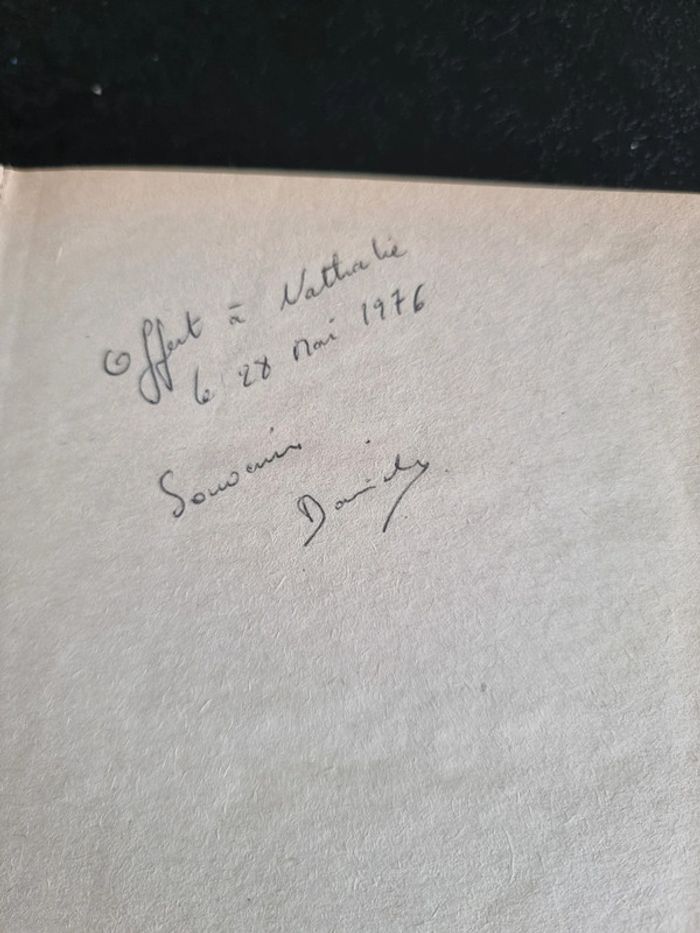 Offert à Nathalie
le 28 Mai 1976
Souvenir